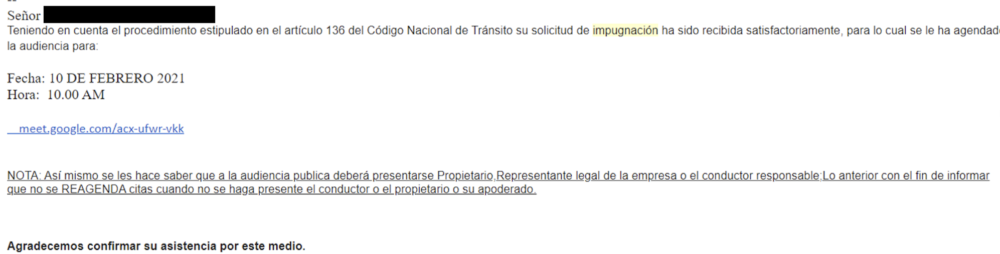 Señor
Teniendo en cuenta el procedimiento estipulado en el artículo 136 del Código Nacional de Tránsito su solicitud de impugnación ha sido recibida satisfactoriamente, para lo cual se le ha agendado
la audiencia para:
Fecha: 10 DE FEBRERO 2021
Hora: 10.00 AM
meet.google.com/acx-ufwr-vkk
NOTA: Así mismo se les hace saber que a la audiencia publica deberá presentarse Propietario,Representante legal de la empresa o el conductor responsable;Lo anterior con el fin de informar
que no se REAGENDA citas cuando no se haga presente el conductor o el propietario o su apoderado.
Agradecemos confirmar su asistencia por este medio.